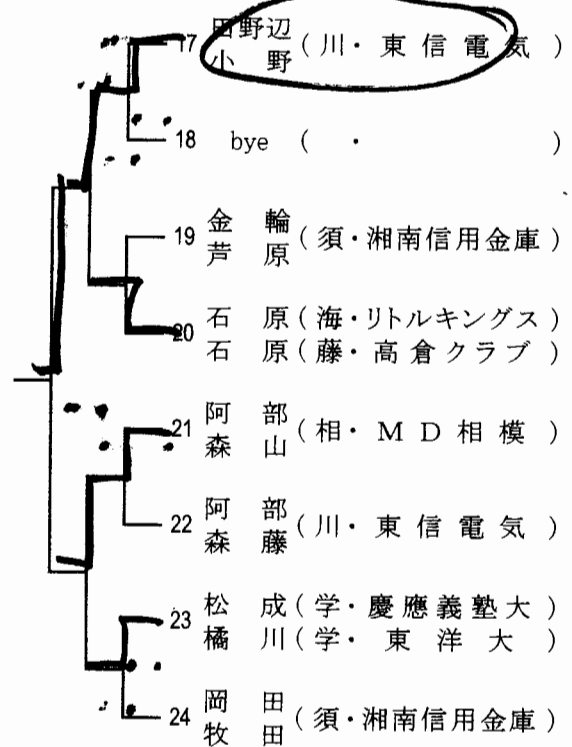 17 田野辺 (川・東信電気)
小野
18 bye (・)
19 金輪 (須・湘南信用金庫)
芦原
20 石原 (海・リトルキングス)
石原 (藤・高倉クラブ)
21 阿部 (相・MD相模)
森山
22 阿部 (川・東信電気)
森藤
23 松成 (学・慶應義塾大)
橘川 (学・東洋大)
24 岡田 (須・湘南信用金庫)
牧田